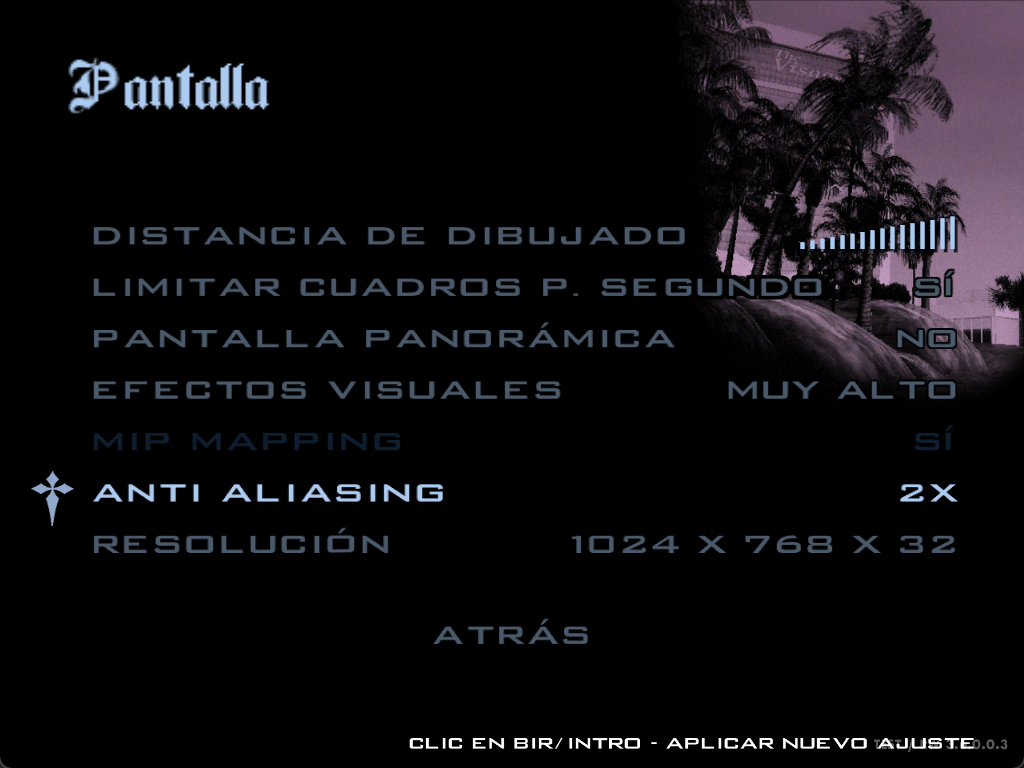 Pantalla
DISTANCIA DE DIBUJADO
LIMITAR CUADROS P. SEGUNDO SÍ
PANTALLA PANORÁMICA NO
EFECTOS VISUALES MUY ALTO
MIP MAPPING SÍ
ANTI ALIASING 2X
RESOLUCIÓN 1024 X 768 X 32
ATRÁS
CLIC EN BIR/INTRO - APLICAR NUEVO AJUSTE